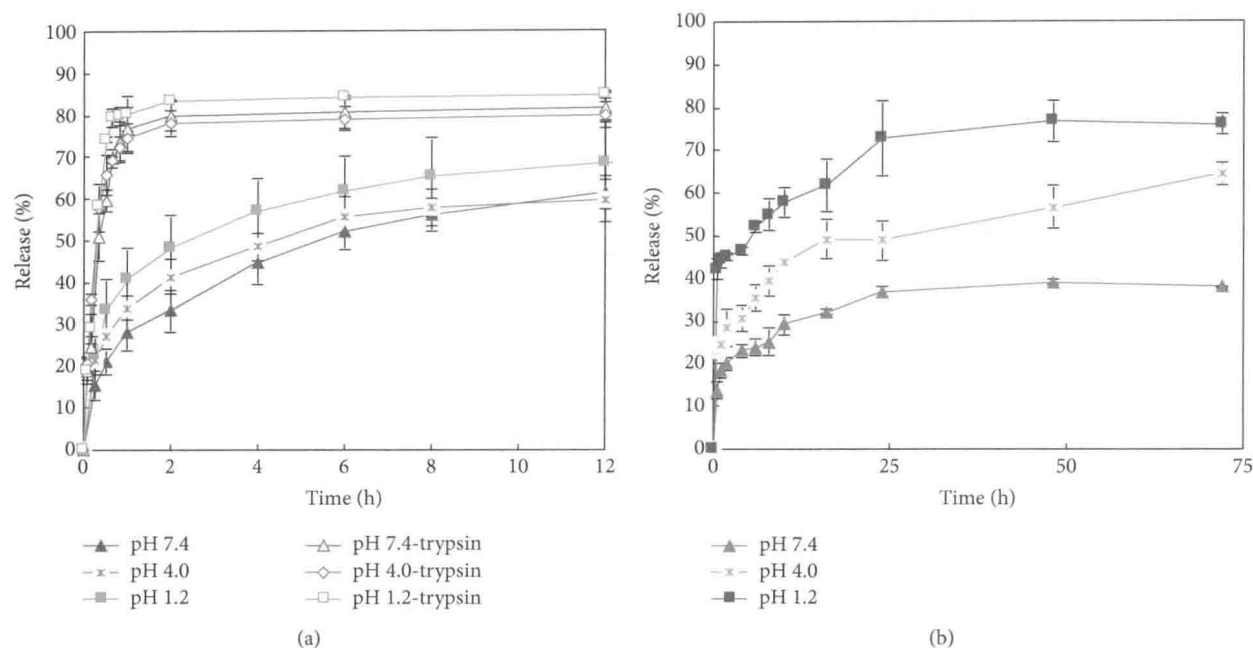 100
90
80
70
60
50
40
30
20
10
0
Release (%)
0 2 4 6 8 10 12
Time (h)
pH 7.4
pH 4.0
pH 1.2
pH 7.4-trypsin
pH 4.0-trypsin
pH 1.2-trypsin
(a)
100
90
80
70
60
50
40
30
20
10
0
Release (%)
0 25 50 75
Time (h)
pH 7.4
pH 4.0
pH 1.2
(b)